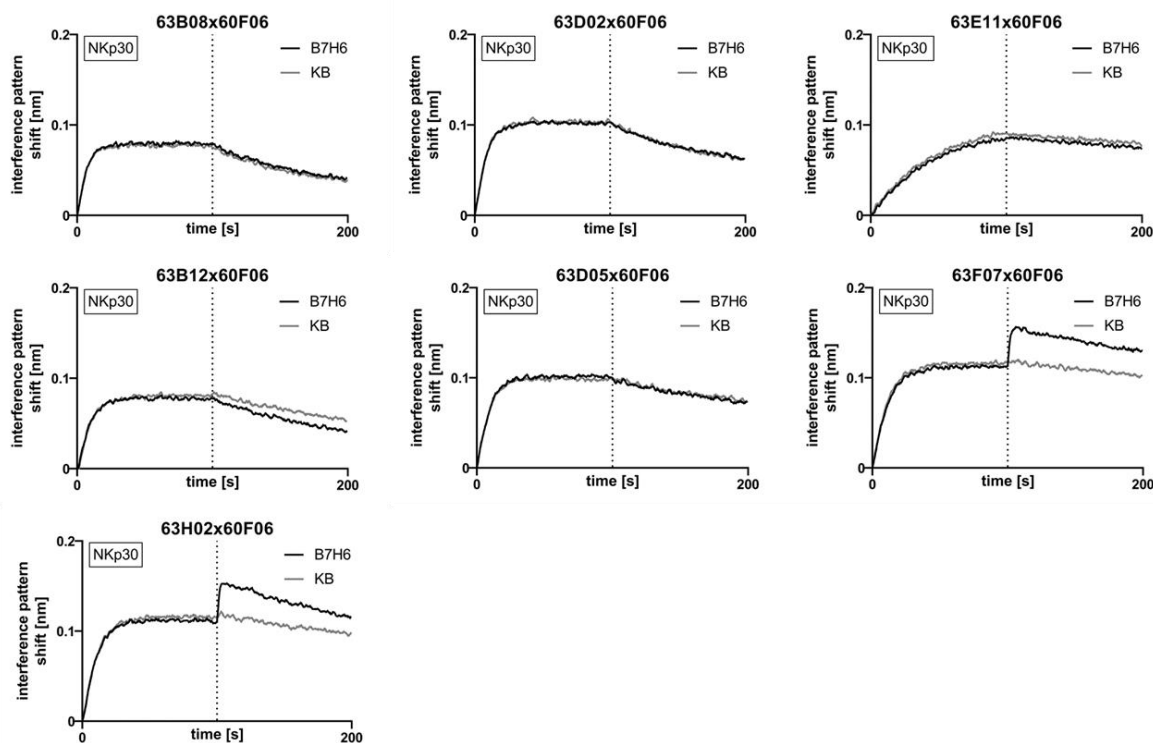 63B08x60F06
interference pattern
shift [nm]
0.2
0.1
0
NKp30
B7H6
KB
0
time [s]
200
63D02x60F06
interference pattern
shift [nm]
0.2
0.1
0
NKp30
B7H6
KB
0
time [s]
200
63E11x60F06
interference pattern
shift [nm]
0.2
0.1
0
NKp30
B7H6
KB
0
time [s]
200
63B12x60F06
interference pattern
shift [nm]
0.2
0.1
0
NKp30
B7H6
KB
0
time [s]
200
63D05x60F06
interference pattern
shift [nm]
0.2
0.1
0
NKp30
B7H6
KB
0
time [s]
200
63F07x60F06
interference pattern
shift [nm]
0.2
0.1
0
NKp30
B7H6
KB
0
time [s]
200
63H02x60F06
interference pattern
shift [nm]
0.2
0.1
0
NKp30
B7H6
KB
0
time [s]
200